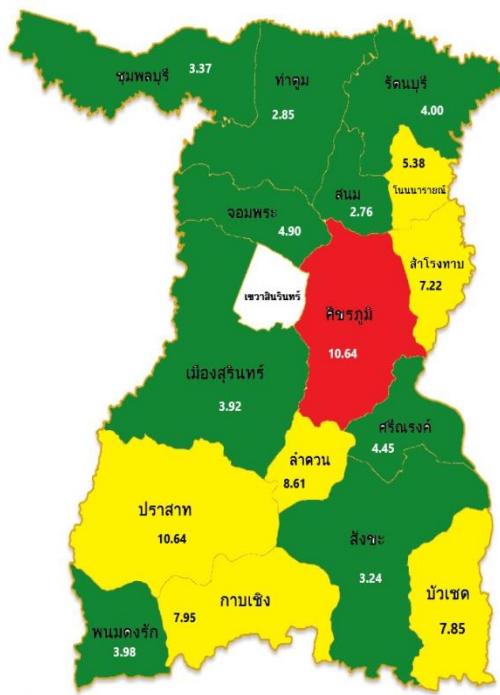 ชุมพลบุรี 3.37
ท่าตูม
2.85
รัตนบุรี
4.00
5.38
โนนนารายณ์
สนม
2.76
จอมพระ
4.90
สำโรงทาบ
7.22
เขวาสินรินทร์
ศีขรภูมิ
10.64
เมืองสุรินทร์
3.92
ศรีณรงค์
4.45
ลำดวน
8.61
ปราสาท
10.64
สังขะ
3.24
กาบเชิง
7.95
บัวเชด
7.85
พนมดงรัก
3.98